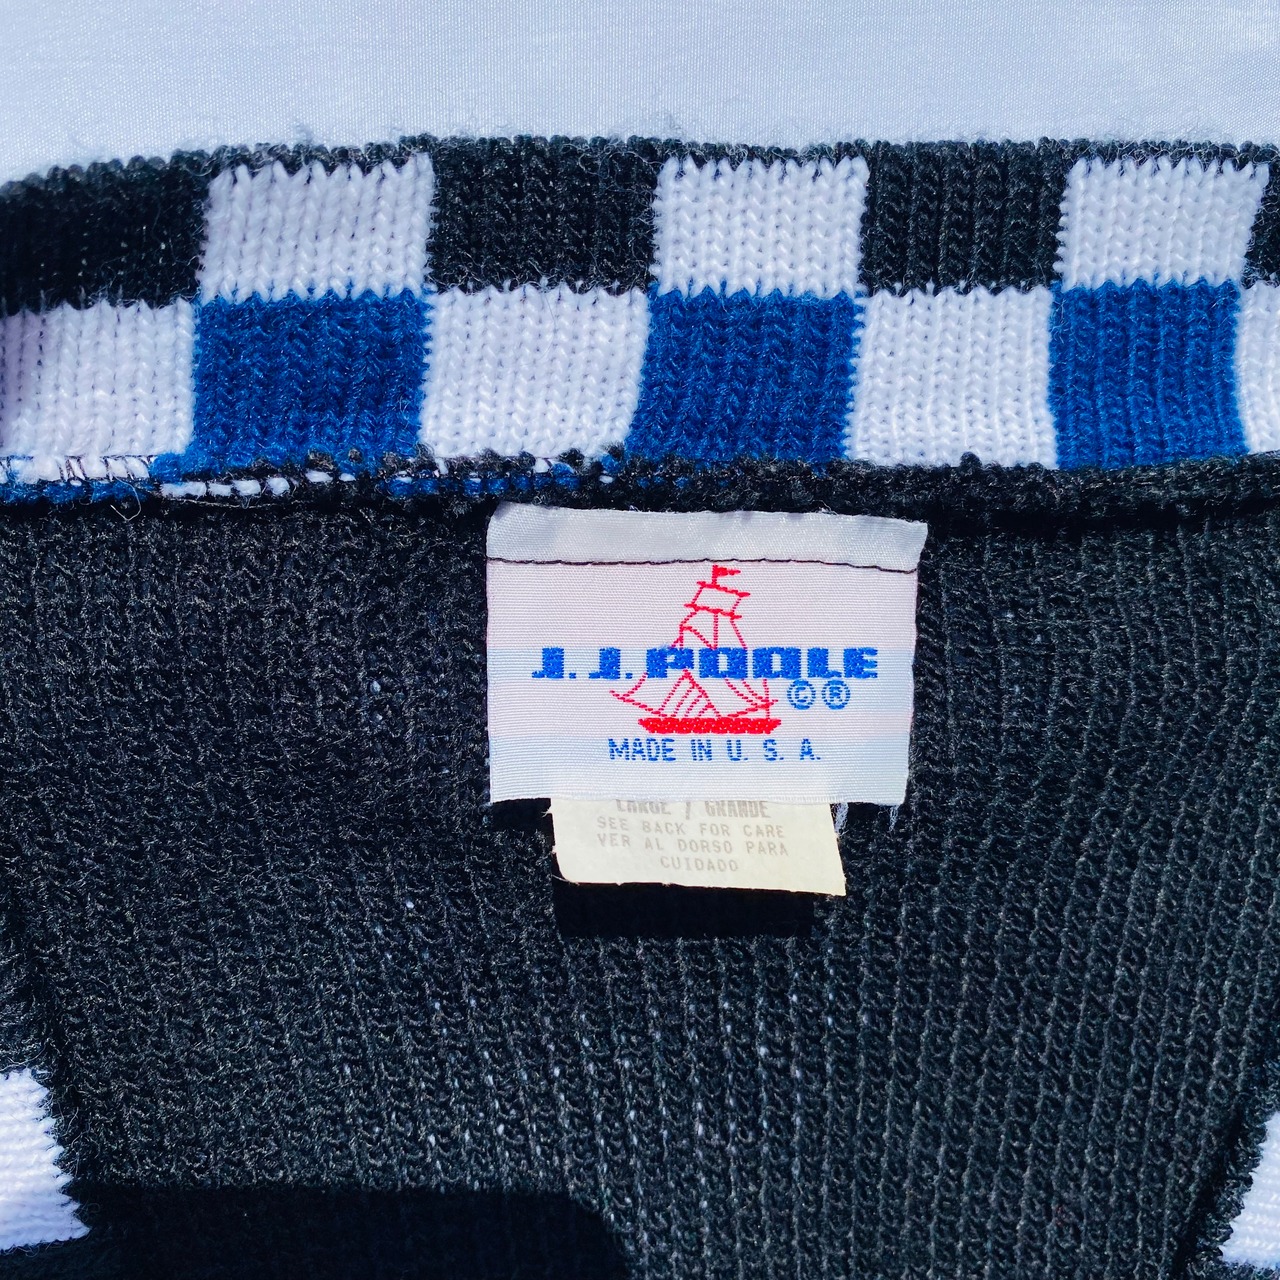 J. J. POOLE
©®
MADE IN U. S. A.
LARGE / GRANDE
SEE BACK FOR CARE
VER AL DORSO PARA
CUIDADO